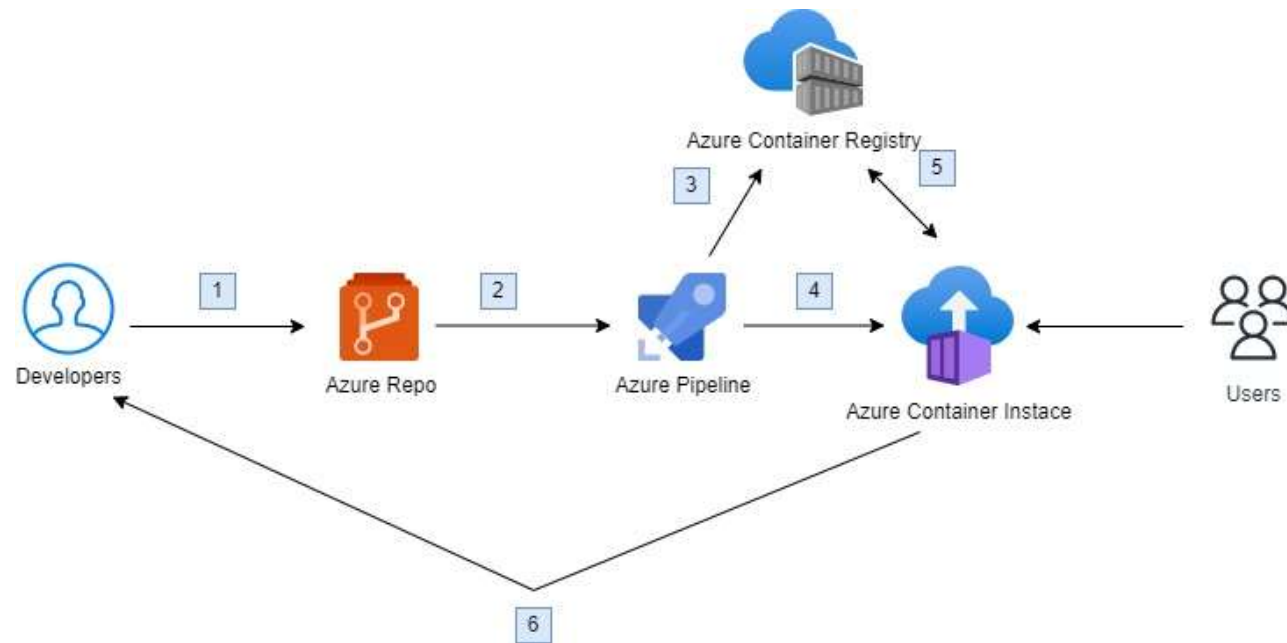 Azure Container Registry
3
5
1
2
4
Developers
Azure Repo
Azure Pipeline
Azure Container Instace
Users
6